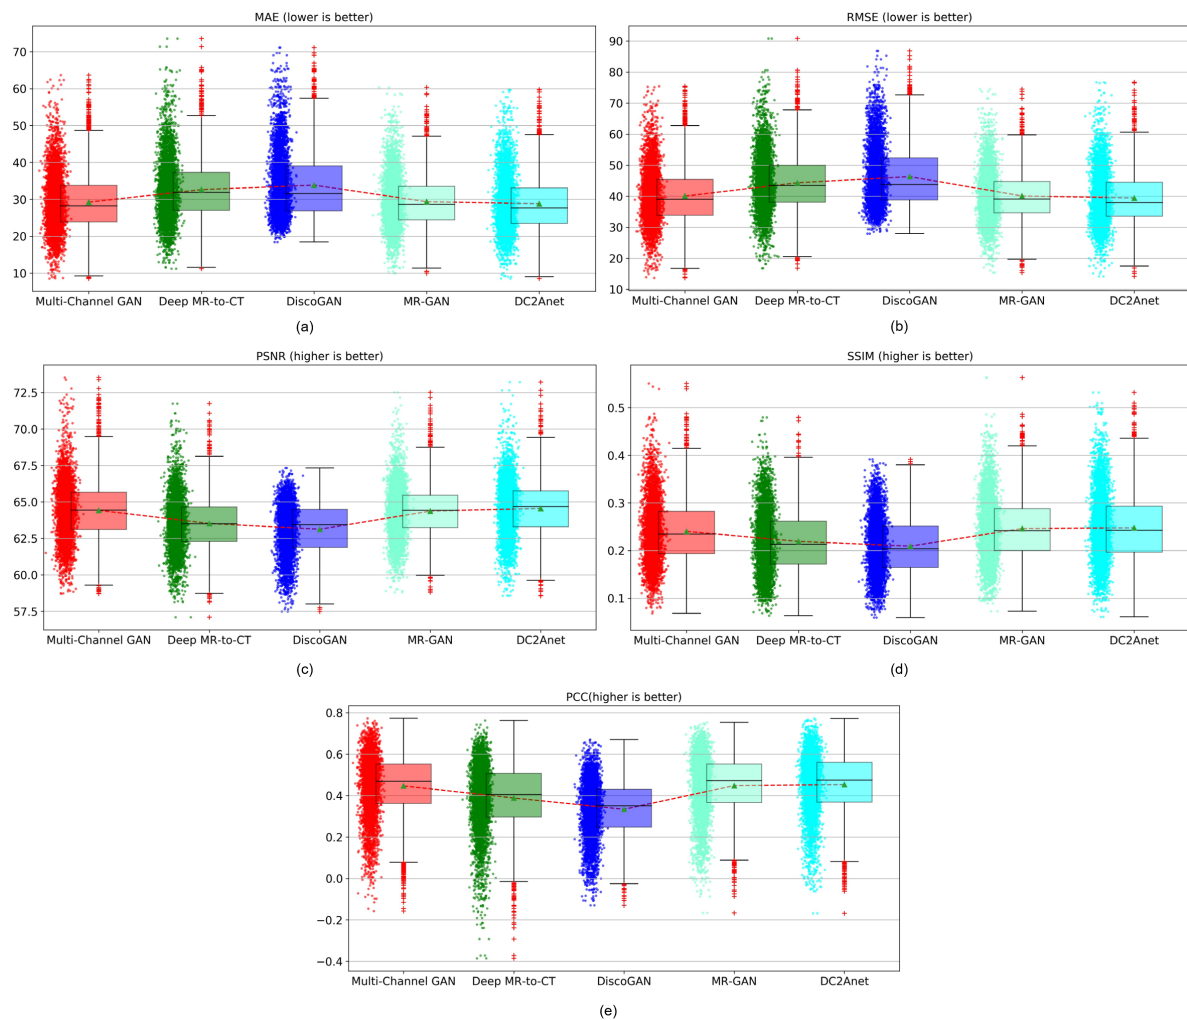 MAE (lower is better)
70
60
50
40
30
20
10
Multi-Channel GAN Deep MR-to-CT DiscoGAN MR-GAN DC2Anet
(a)
RMSE (lower is better)
90
80
70
60
50
40
30
20
10
Multi-Channel GAN Deep MR-to-CT DiscoGAN MR-GAN DC2Anet
(b)
PSNR (higher is better)
72.5
70.0
67.5
65.0
62.5
60.0
57.5
Multi-Channel GAN Deep MR-to-CT DiscoGAN MR-GAN DC2Anet
(c)
SSIM (higher is better)
0.5
0.4
0.3
0.2
0.1
Multi-Channel GAN Deep MR-to-CT DiscoGAN MR-GAN DC2Anet
(d)
PCC(higher is better)
0.8
0.6
0.4
0.2
0.0
−0.2
−0.4
Multi-Channel GAN Deep MR-to-CT DiscoGAN MR-GAN DC2Anet
(e)